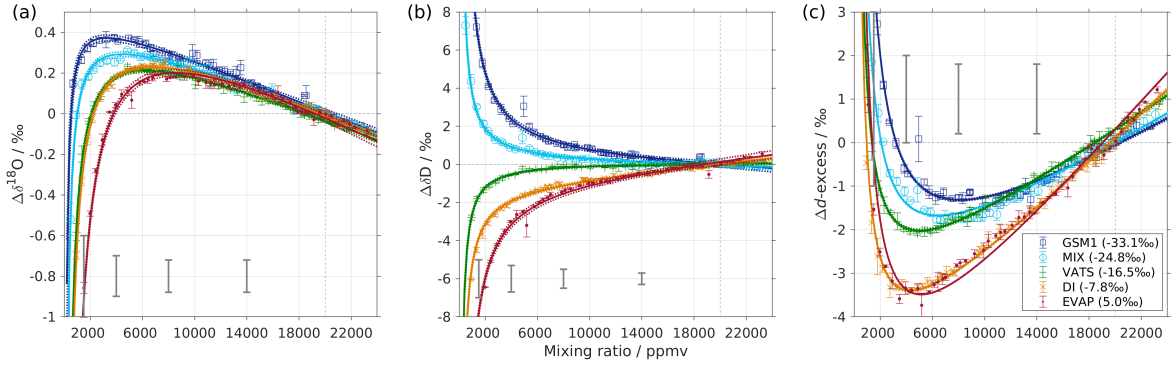 (a)
0.4
0.2
0
-0.2
-0.4
-0.6
-0.8
-1
Δδ¹⁸O / ‰
2000 6000 10000 14000 18000 22000
(b)
8
6
4
2
0
-2
-4
-6
-8
ΔδD / ‰
2000 6000 10000 14000 18000 22000
Mixing ratio / ppmv
(c)
3
2
1
0
-1
-2
-3
-4
Δd-excess / ‰
2000 6000 10000 14000 18000 22000
GSM1 (-33.1‰)
MIX (-24.8‰)
VATS (-16.5‰)
DI (-7.8‰)
EVAP (5.0‰)